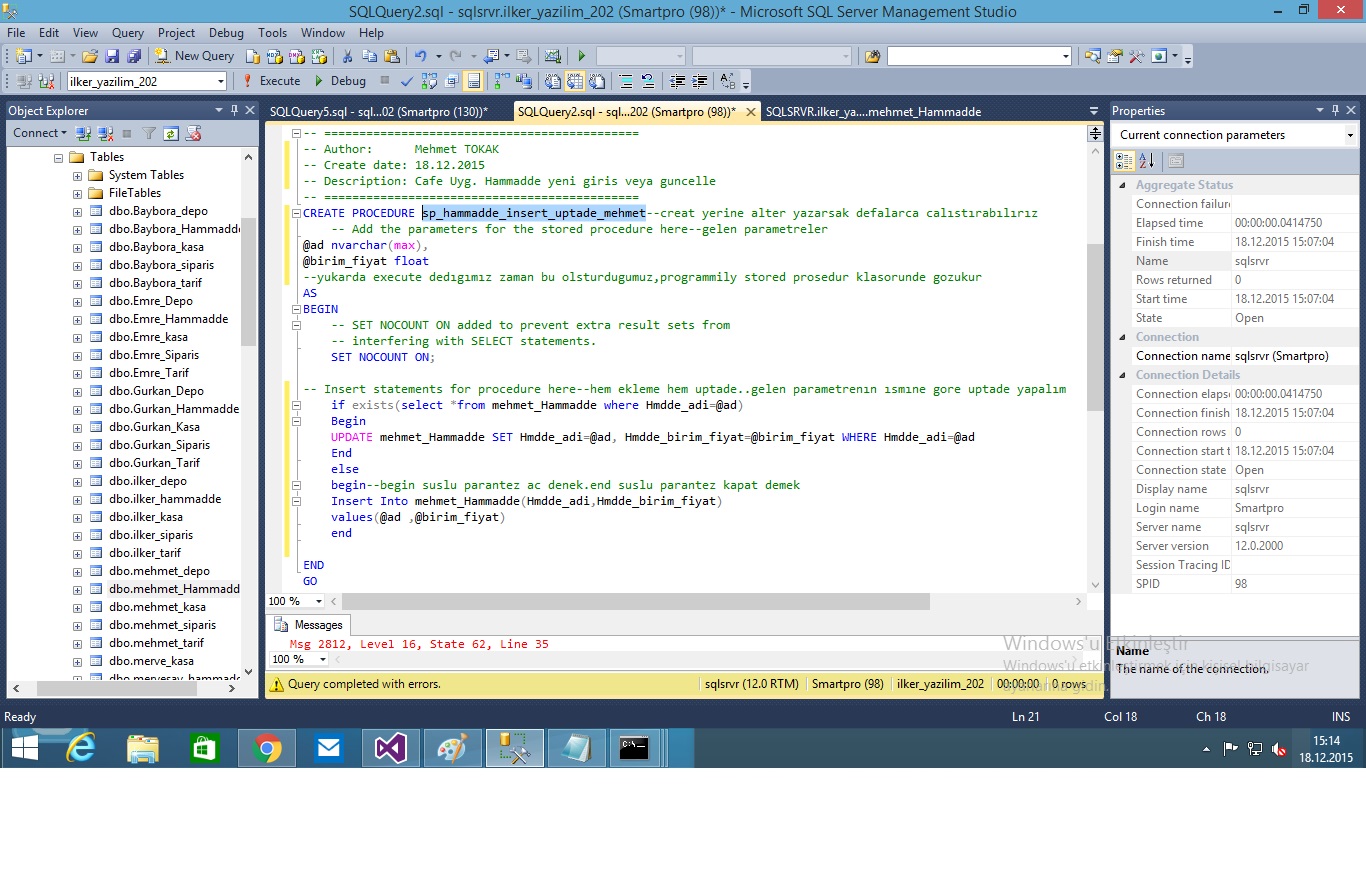 SQLQuery2.sql - sqlsrvr.ilker_yazilim_202 (Smartpro (98))* - Microsoft SQL Server Management Studio
File Edit View Query Project Debug Tools Window Help
New Query
ilker_yazilim_202 Execute Debug
Object Explorer
Connect
Tables
System Tables
FileTables
dbo.Baybora_depo
dbo.Baybora_Hammadde
dbo.Baybora_kasa
dbo.Baybora_siparis
dbo.Baybora_tarif
dbo.Emre_Depo
dbo.Emre_Hammadde
dbo.Emre_kasa
dbo.Emre_Siparis
dbo.Emre_Tarif
dbo.Gurkan_Depo
dbo.Gurkan_Hammadde
dbo.Gurkan_Kasa
dbo.Gurkan_Siparis
dbo.Gurkan_Tarif
dbo.ilker_depo
dbo.ilker_hammadde
dbo.ilker_kasa
dbo.ilker_siparis
dbo.ilker_tarif
dbo.mehmet_depo
dbo.mehmet_Hammadd
dbo.mehmet_kasa
dbo.mehmet_siparis
dbo.mehmet_tarif
dbo.merve_kasa
dbo.mervesay_hammadd
SQLQuery5.sql - sql...02 (Smartpro (130))* SQLQuery2.sql - sql...202 (Smartpro (98))* SQLSRVR.ilker_ya....mehmet_Hammadde
-- =============================================
-- Author: Mehmet TOKAK
-- Create date: 18.12.2015
-- Description: Cafe Uyg. Hammadde yeni giris veya guncelle
-- =============================================
CREATE PROCEDURE sp_hammadde_insert_uptade_mehmet--creat yerine alter yazarsak defalarca calıstırabılırız
-- Add the parameters for the stored procedure here--gelen parametreler
@ad nvarchar(max),
@birim_fiyat float
--yukarda execute dedıgımız zaman bu olsturdugumuz,programmily stored prosedur klasorunde gozukur
AS
BEGIN
-- SET NOCOUNT ON added to prevent extra result sets from
-- interfering with SELECT statements.
SET NOCOUNT ON;
-- Insert statements for procedure here--hem ekleme hem uptade..gelen parametrenın ısmıne gore uptade yapalım
if exists(select *from mehmet_Hammadde where Hmdde_adi=@ad)
Begin
UPDATE mehmet_Hammadde SET Hmdde_adi=@ad, Hmdde_birim_fiyat=@birim_fiyat WHERE Hmdde_adi=@ad
End
else
begin--begin suslu parantez ac denek.end suslu parantez kapat demek
Insert Into mehmet_Hammadde(Hmdde_adi,Hmdde_birim_fiyat)
values(@ad ,@birim_fiyat)
end
END
GO
100 %
Messages
Msg 2812, Level 16, State 62, Line 35
100 %
Query completed with errors. sqlsrvr (12.0 RTM) Smartpro (98) ilker_yazilim_202 00:00:00 0 rows
Properties
Current connection parameters
Aggregate Status
Connection failure
Elapsed time 00:00:00.0414750
Finish time 18.12.2015 15:07:04
Name sqlsrvr
Rows returned 0
Start time 18.12.2015 15:07:04
State Open
Connection
Connection name sqlsrvr (Smartpro)
Connection Details
Connection elaps 00:00:00.0414750
Connection finish 18.12.2015 15:07:04
Connection rows 0
Connection start t 18.12.2015 15:07:04
Connection state Open
Display name sqlsrvr
Login name Smartpro
Server name sqlsrvr
Server version 12.0.2000
Session Tracing ID
SPID 98
Name
The name of the connection.
Windows'u Etkinleştir
Windows'u etkinleştirmek için kişisel bilgisayar
ayarlarına gidin.
Ready Ln 21 Col 18 Ch 18 INS
15:14
18.12.2015